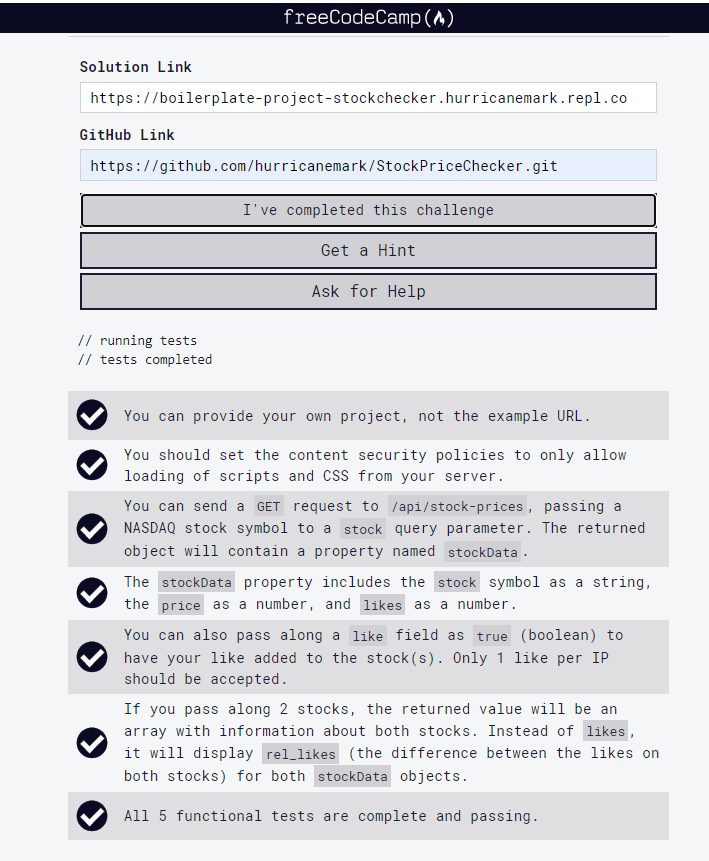 freeCodeCamp(🔥)
Solution Link
https://boilerplate-project-stockchecker.hurricanemark.repl.co
GitHub Link
https://github.com/hurricanemark/StockPriceChecker.git
I've completed this challenge
Get a Hint
Ask for Help
// running tests
// tests completed
You can provide your own project, not the example URL.
You should set the content security policies to only allow
loading of scripts and CSS from your server.
You can send a GET request to /api/stock-prices, passing a
NASDAQ stock symbol to a stock query parameter. The returned
object will contain a property named stockData.
The stockData property includes the stock symbol as a string,
the price as a number, and likes as a number.
You can also pass along a like field as true (boolean) to
have your like added to the stock(s). Only 1 like per IP
should be accepted.
If you pass along 2 stocks, the returned value will be an
array with information about both stocks. Instead of likes,
it will display rel_likes (the difference between the likes on
both stocks) for both stockData objects.
All 5 functional tests are complete and passing.